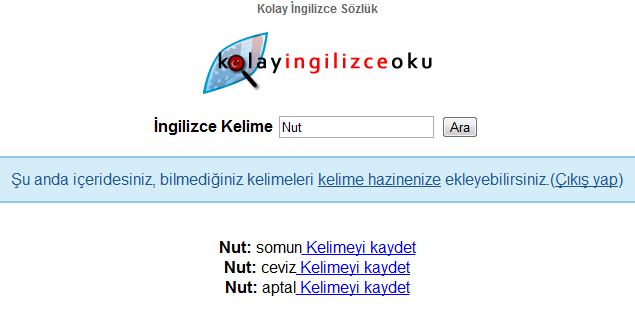 Kolay İngilizce Sözlük
kolayingilizceoku
İngilizce Kelime Nut Ara
Şu anda içeridesiniz, bilmediğiniz kelimeleri kelime hazinenize ekleyebilirsiniz.(Çıkış yap)
Nut: somun Kelimeyi kaydet
Nut: ceviz Kelimeyi kaydet
Nut: aptal Kelimeyi kaydet